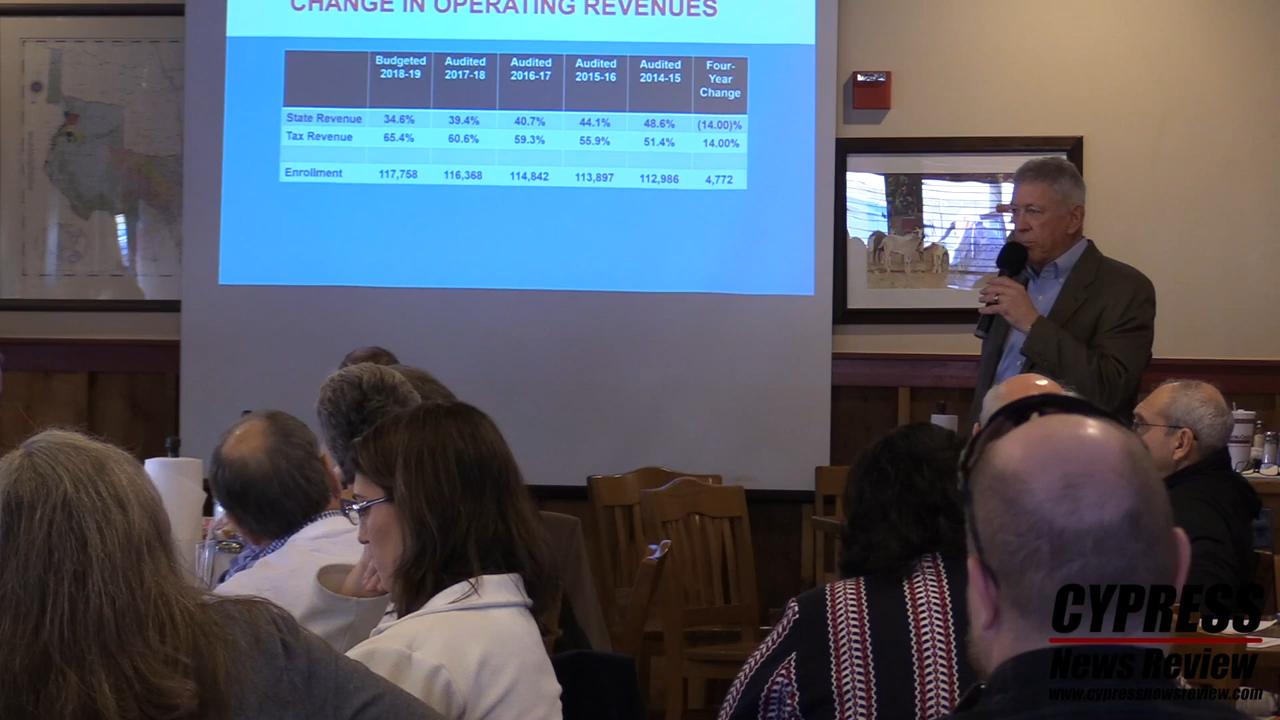 CHANGE IN OPERATING REVENUES
Budgeted 2018-19 Audited 2017-18 Audited 2016-17 Audited 2015-16 Audited 2014-15 Four-Year Change
State Revenue 34.6% 39.4% 40.7% 44.1% 48.6% (14.00)%
Tax Revenue 65.4% 60.6% 59.3% 55.9% 51.4% 14.00%
Enrollment 117,758 116,368 114,842 113,897 112,986 4,772
CYPRESS
News Review
www.cypressnewsreview.com